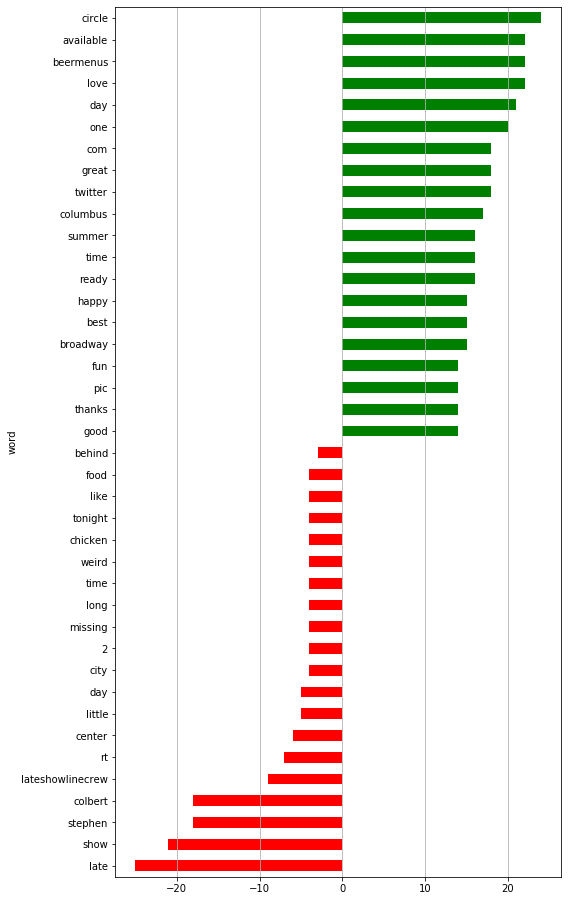 circle
available
beermenus
love
day
one
com
great
twitter
columbus
summer
time
ready
happy
best
broadway
fun
pic
thanks
good
behind
food
like
tonight
chicken
weird
time
long
missing
2
city
day
little
center
rt
lateshowlinecrew
colbert
stephen
show
late
word
−20 −10 0 10 20